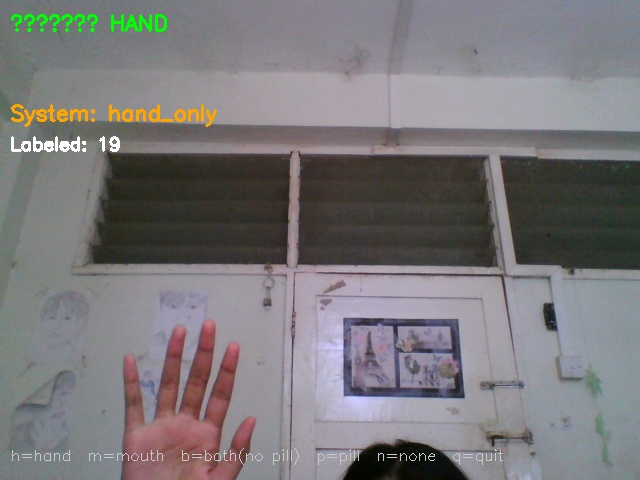 ??????? HAND
System: hand_only
Labeled: 19
h=hand m=mouth b=both(no pill) p=pill n=none q=quit